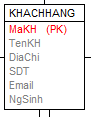 KHACHHANG
MaKH (PK)
TenKH
DiaChi
SDT
Email
NgSinh